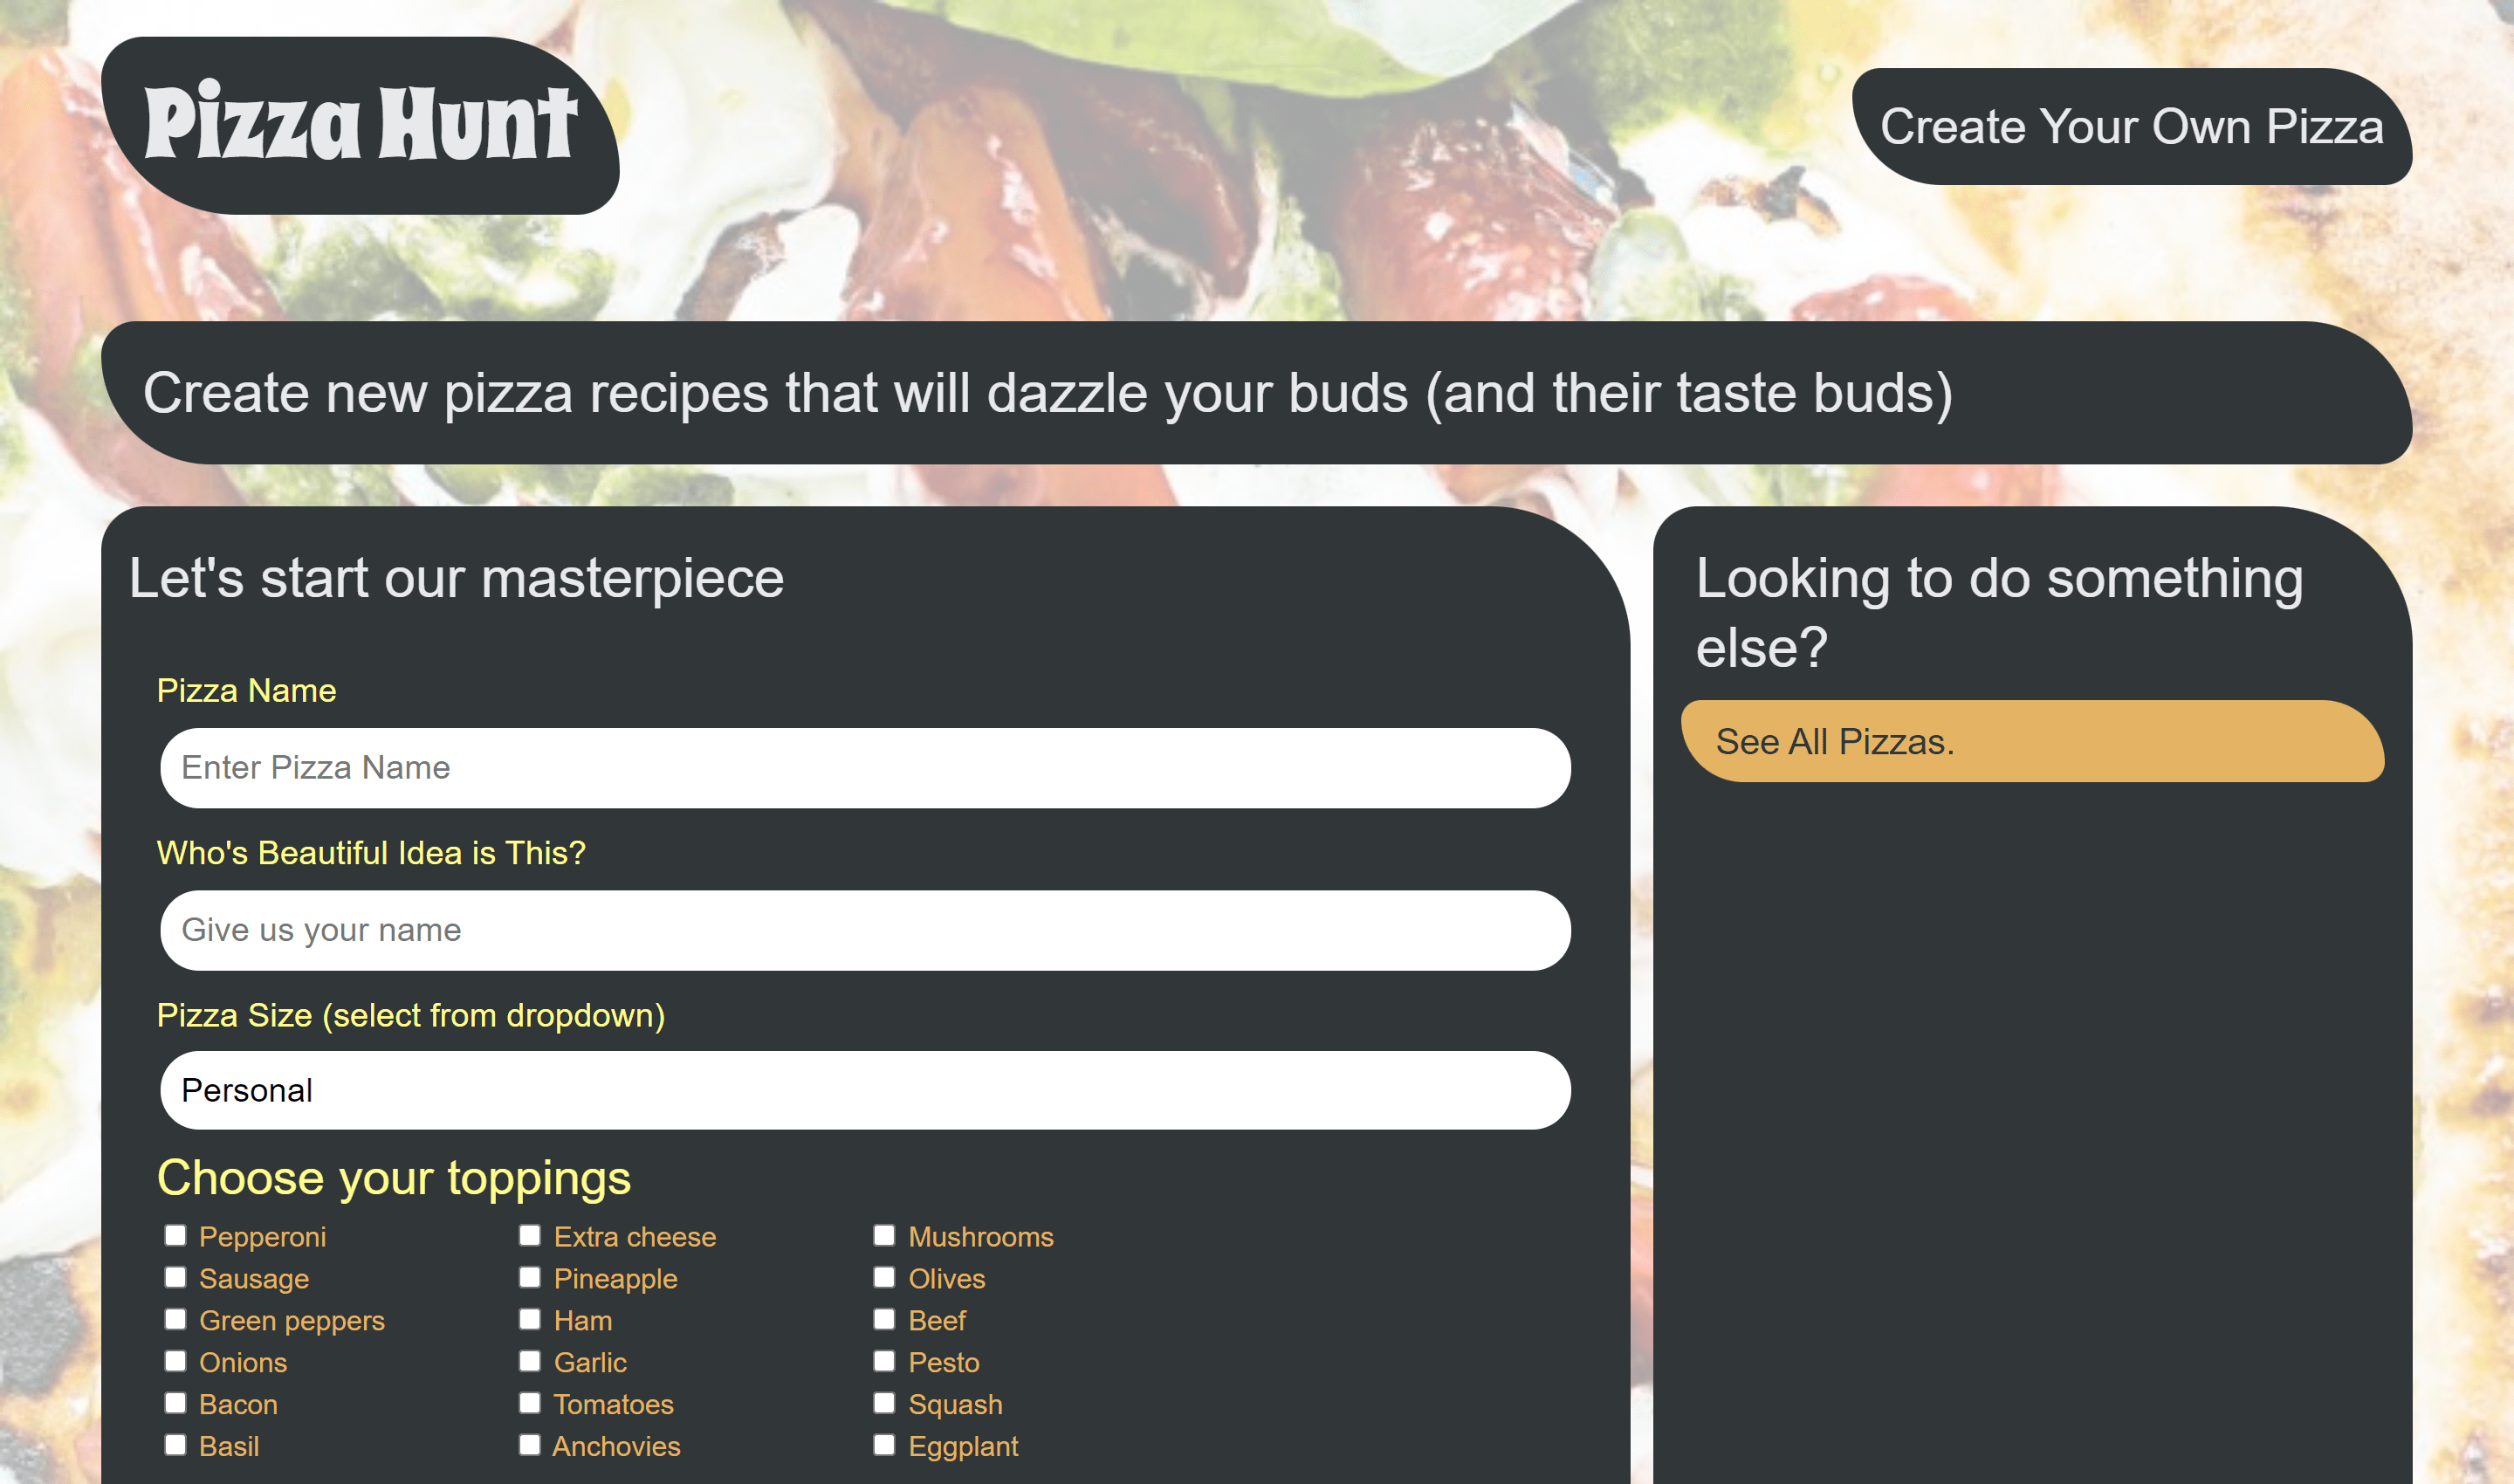 Pizza Hunt
Create Your Own Pizza
Create new pizza recipes that will dazzle your buds (and their taste buds)
Let's start our masterpiece
Pizza Name
Enter Pizza Name
Who's Beautiful Idea is This?
Give us your name
Pizza Size (select from dropdown)
Personal
Choose your toppings
Pepperoni
Extra cheese
Mushrooms
Sausage
Pineapple
Olives
Green peppers
Ham
Beef
Onions
Garlic
Pesto
Bacon
Tomatoes
Squash
Basil
Anchovies
Eggplant
Looking to do something
else?
See All Pizzas.